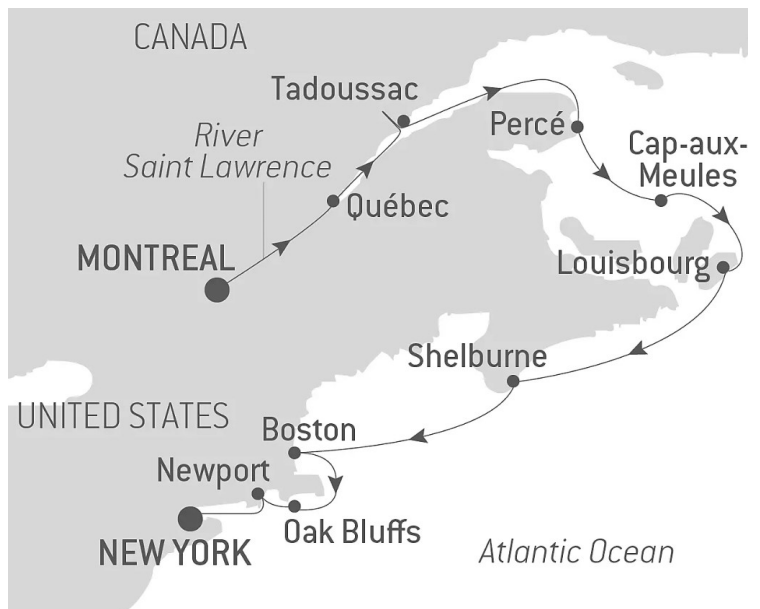 CANADA
Tadoussac
River
Saint Lawrence
Percé
Cap-aux-
Meules
Québec
MONTREAL
Louisbourg
Shelburne
UNITED STATES
Boston
Newport
Oak Bluffs
NEW YORK
Atlantic Ocean